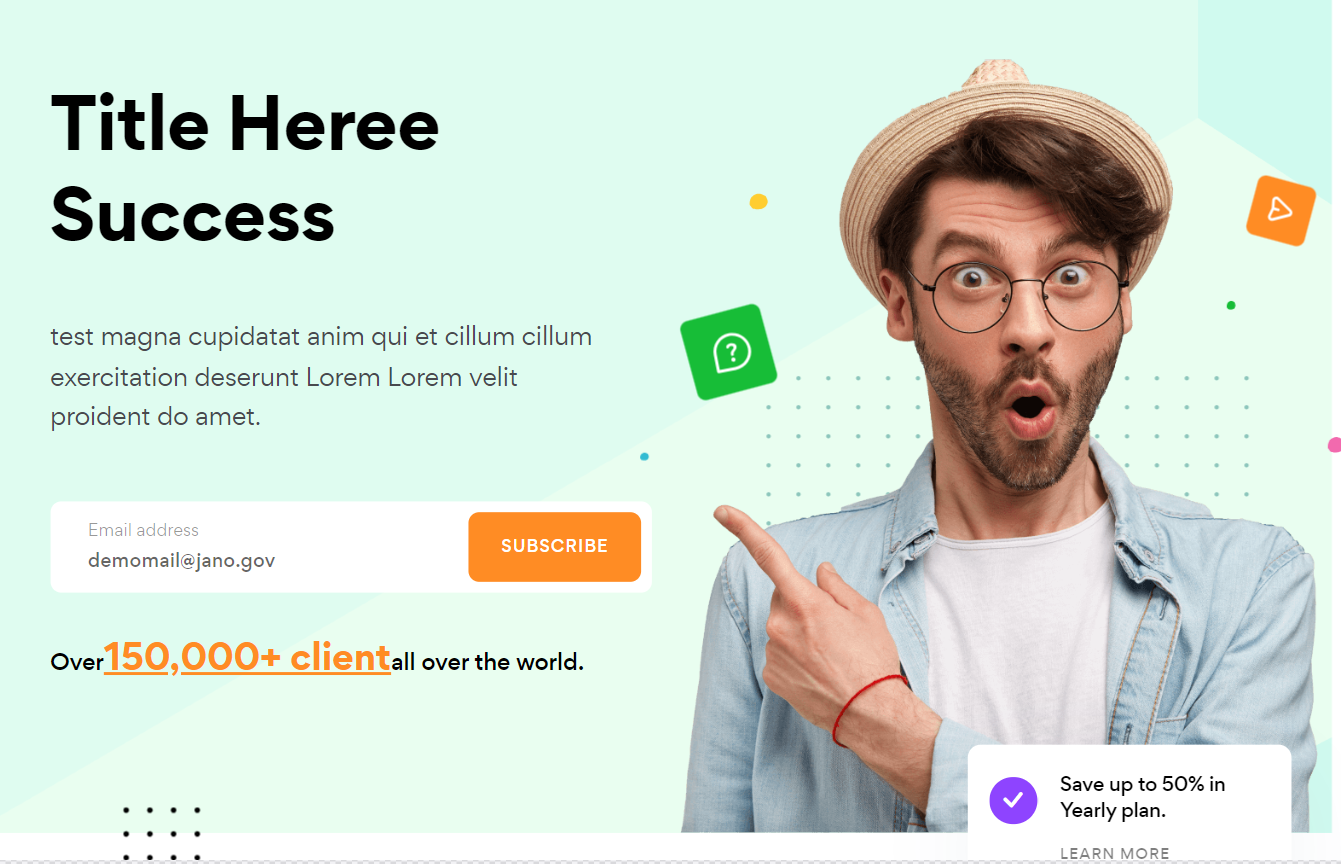 Title Heree
Success
test magna cupidatat anim qui et cillum cillum
exercitation deserunt Lorem Lorem velit
proident do amet.
Email address
demomail@jano.gov
SUBSCRIBE
Over150,000+ clientall over the world.
?
Save up to 50% in
Yearly plan.
LEARN MORE